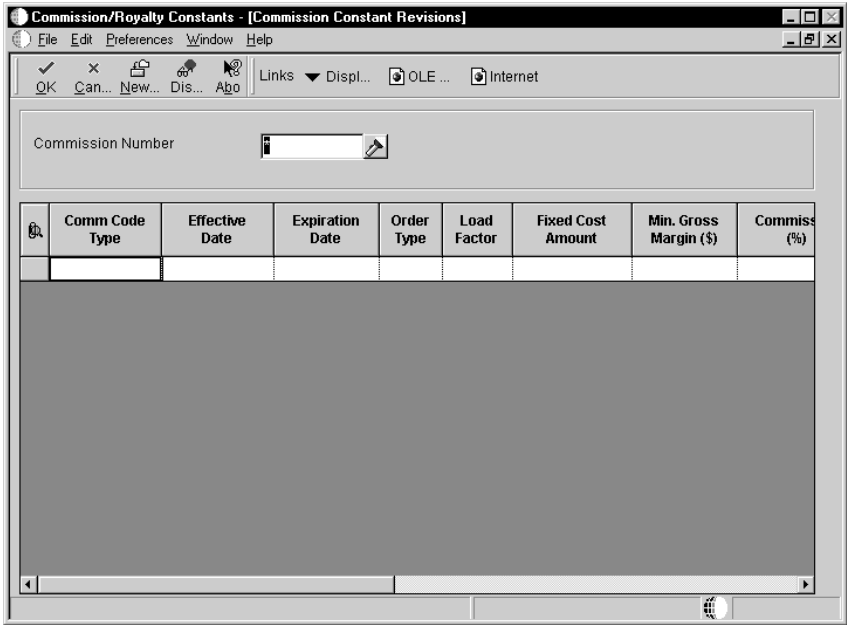 Commission/Royalty Constants - [Commission Constant Revisions]
File Edit Preferences Window Help
OK Can... New... Dis... Abo Links Displ... OLE ... Internet
Commission Number *
Comm Code Type Effective Date Expiration Date Order Type Load Factor Fixed Cost Amount Min. Gross Margin ($) Commiss (%)